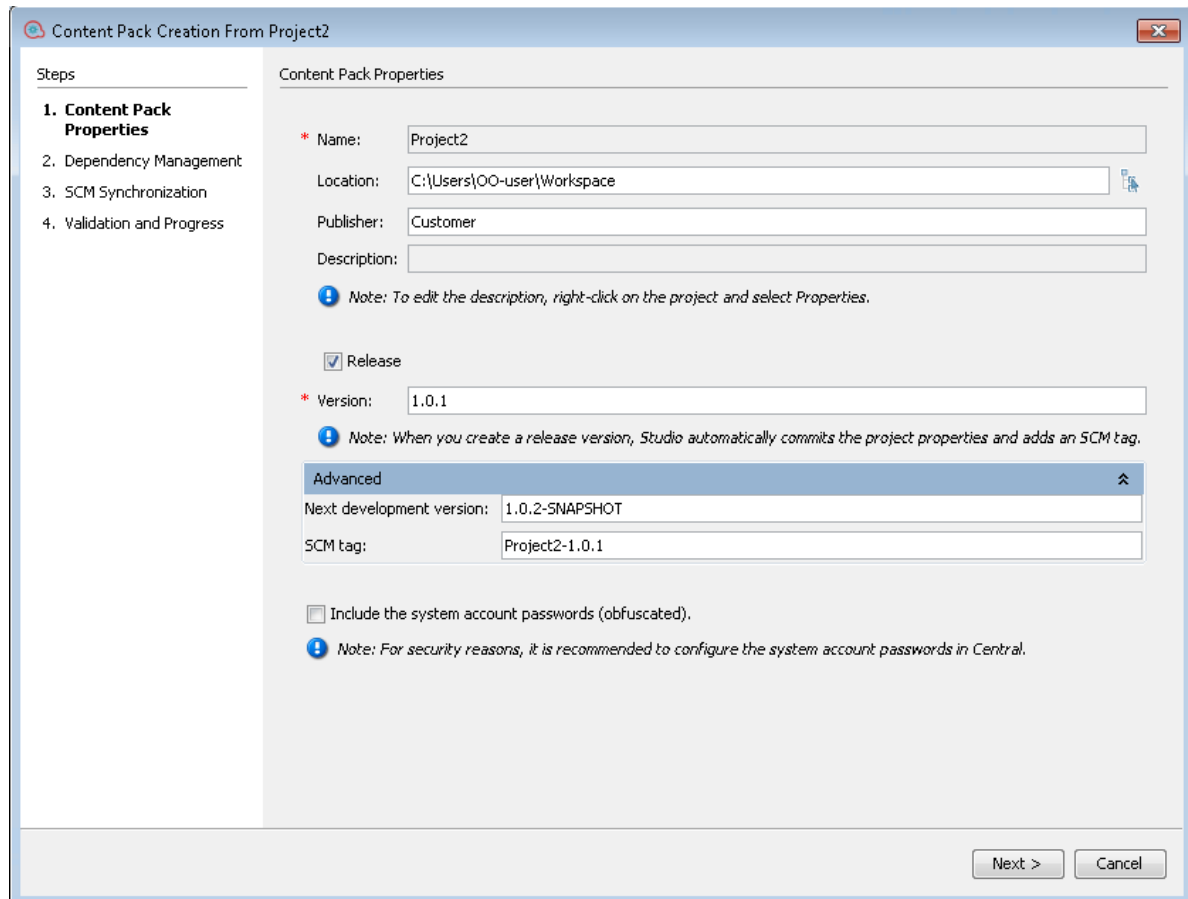 Content Pack Creation From Project2
Steps
1. Content Pack
Properties
2. Dependency Management
3. SCM Synchronization
4. Validation and Progress
Content Pack Properties
* Name: Project2
Location: C:\Users\OO-user\Workspace
Publisher: Customer
Description:
Note: To edit the description, right-click on the project and select Properties.
Release
* Version: 1.0.1
Note: When you create a release version, Studio automatically commits the project properties and adds an SCM tag.
Advanced
Next development version: 1.0.2-SNAPSHOT
SCM tag: Project2-1.0.1
Include the system account passwords (obfuscated).
Note: For security reasons, it is recommended to configure the system account passwords in Central.
Next > Cancel